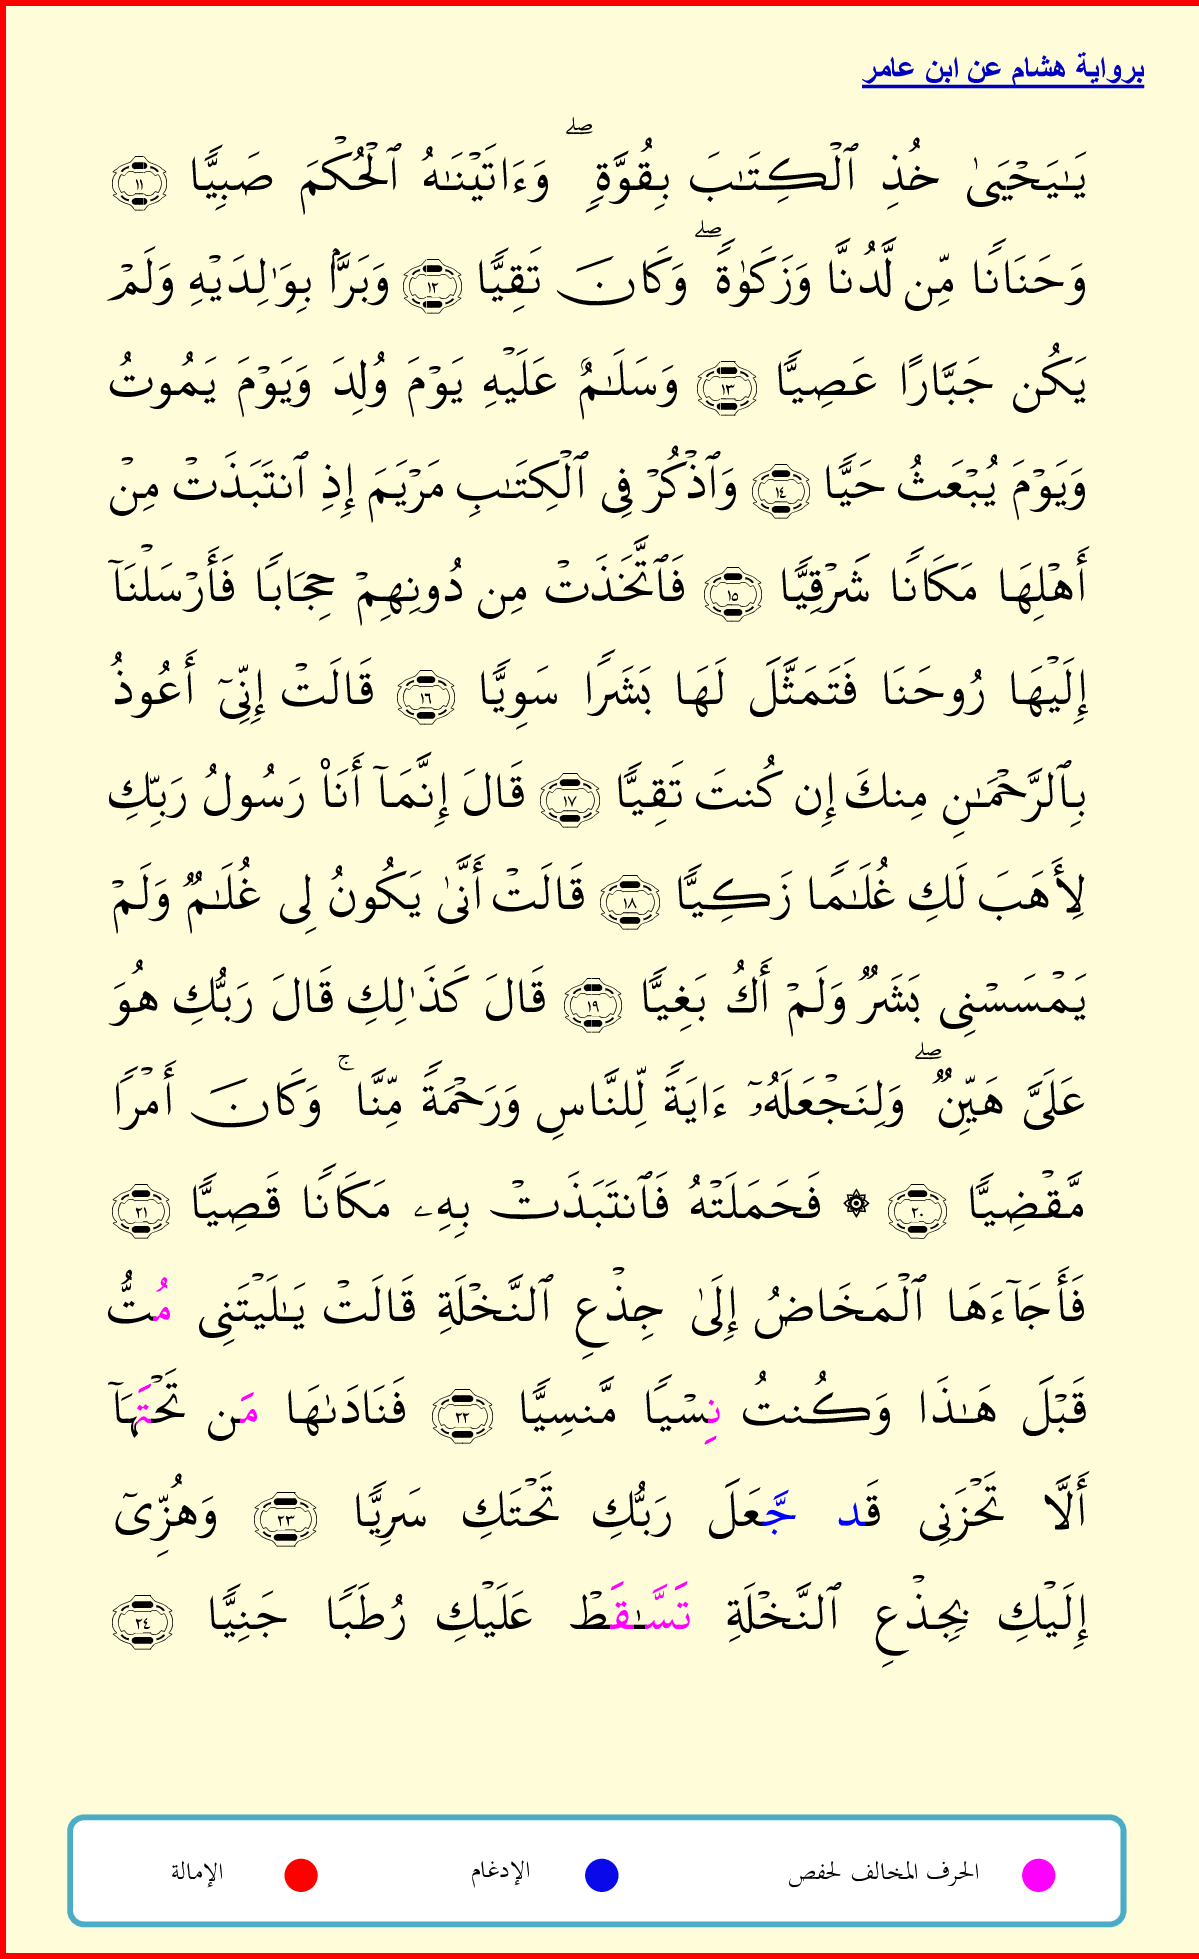 برواية هشام عن ابن عامر
يَـٰيَحۡيَىٰ خُذِ ٱلۡڪِتَـٰبَ بِقُوَّةࣲۖ وَءَاتَيۡنَـٰهُ ٱلۡحُكۡمَ صَبِيࣰّا ١١
وَحَنَانࣰا مِّن لَّدُنَّا وَزَكَوٰةࣰۖ وَكَانَ تَقِيࣰّا ١٢ وَبَرَّۢا بِوَٰلِدَيۡهِ وَلَمۡ
يَكُن جَبَّارًا عَصِيࣰّا ١٣ وَسَلَـٰمٌ عَلَيۡهِ يَوۡمَ وُلِدَ وَيَوۡمَ يَمُوتُ
وَيَوۡمَ يُبۡعَثُ حَيࣰّا ١٤ وَٱذۡكُرۡ فِى ٱلۡكِتَـٰبِ مَرۡيَمَ إِذِ ٱنتَبَذَتۡ مِنۡ
أَهۡلِهَا مَكَانࣰا شَرۡقِيࣰّا ١٥ فَٱتَّخَذَتۡ مِن دُونِهِمۡ حِجَابࣰا فَأَرۡسَلۡنَآ
إِلَيۡهَا رُوحَنَا فَتَمَثَّلَ لَهَا بَشَرࣰا سَوِيࣰّا ١٦ قَالَتۡ إِنِّىٓ أَعُوذُ
بِٱلرَّحۡمَـٰنِ مِنكَ إِن كُنتَ تَقِيࣰّا ١٧ قَالَ إِنَّمَآ أَنَا۠ رَسُولُ رَبِّكِ
لِأَهَبَ لَكِ غُلَـٰمࣰا زَڪِيࣰّا ١٨ قَالَتۡ أَنَّىٰ يَكُونُ لِى غُلَـٰمࣱ وَلَمۡ
يَمۡسَسۡنِى بَشَرࣱ وَلَمۡ أَكُ بَغِيࣰّا ١٩ قَالَ كَذَٰلِكِ قَالَ رَبُّكِ هُوَ
عَلَىَّ هَيِّنࣱۖ وَلِنَجۡعَلَهُۥٓ ءَايَةࣰ لِّلنَّاسِ وَرَحۡمَةࣰ مِّنَّاۚ وَكَانَ أَمۡرࣰا
مَّقۡضِيࣰّا ٢٠ ۞ فَحَمَلَتۡهُ فَٱنتَبَذَتۡ بِهِۦ مَكَانࣰا قَصِيࣰّا ٢١
فَأَجَآءَهَا ٱلۡمَخَاضُ إِلَىٰ جِذۡعِ ٱلنَّخۡلَةِ قَالَتۡ يَـٰلَيۡتَنِى مُتُّ
قَبۡلَ هَـٰذَا وَڪُنتُ نِسۡيࣰا مَّنسِيࣰّا ٢٢ فَنَادَىٰهَا مَن تَحۡتَهَآ
أَلَّا تَحۡزَنِى قَد جَّعَلَ رَبُّكِ تَحۡتَكِ سَرِيࣰّا ٢٣ وَهُزِّىٓ
إِلَيۡكِ بِجِذۡعِ ٱلنَّخۡلَةِ تَسَّـٰقَطۡ عَلَيۡكِ رُطَبࣰا جَنِيࣰّا ٢٤
الحرف المخالف لحفص الإدغام الإمالة